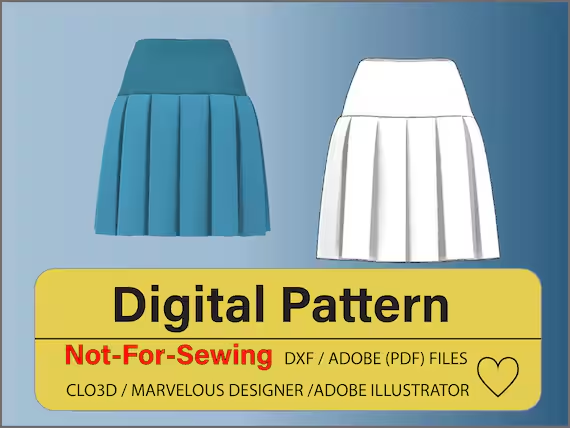 Digital Pattern
Not-For-Sewing DXF / ADOBE (PDF) FILES
CLO3D / MARVELOUS DESIGNER /ADOBE ILLUSTRATOR